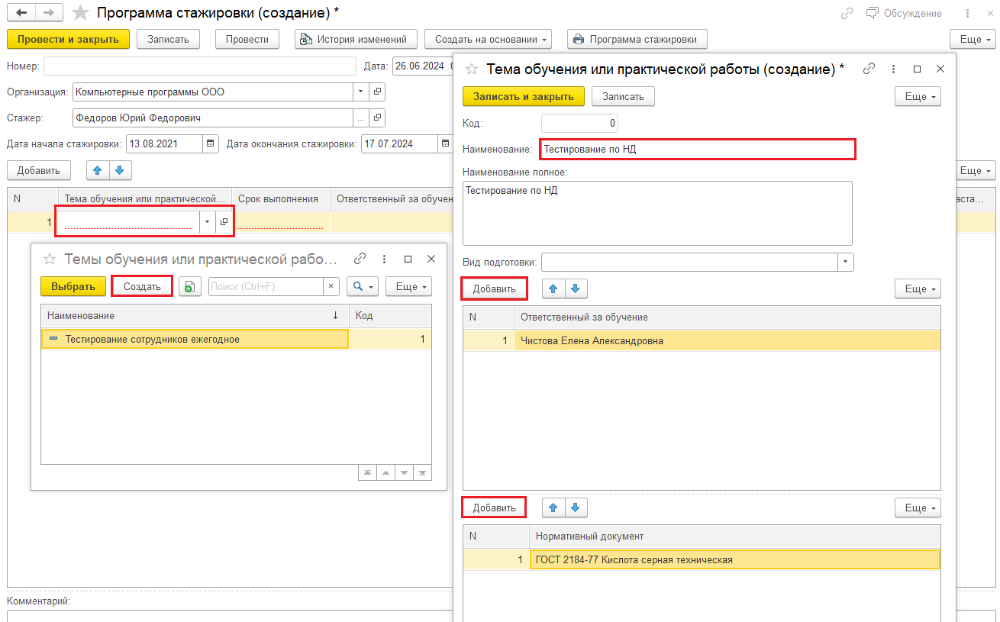 Программа стажировки (создание) *
Обсуждение
Провести и закрыть
Записать
Провести
История изменений
Создать на основании
Программа стажировки
Еще
Номер:
Дата:
26.06.2024
Организация:
Компьютерные программы ООО
Стажер:
Федоров Юрий Федорович
...
Дата начала стажировки:
13.08.2021
Дата окончания стажировки:
17.07.2024
Добавить
Еще
N
Тема обучения или практической...
Срок выполнения
Ответственный за обучен
аста...
1
Темы обучения или практической рабо...
Выбрать
Создать
Поиск (Ctrl+F)
×
Еще
Наименование
Код
Тестирование сотрудников ежегодное
1
Комментарий:
Тема обучения или практической работы (создание) *
Записать и закрыть
Записать
Еще
Код:
0
Наименование:
Тестирование по НД
Наименование полное:
Тестирование по НД
Вид подготовки:
Добавить
Еще
N
Ответственный за обучение
1
Чистова Елена Александровна
Добавить
Еще
N
Нормативный документ
1
ГОСТ 2184-77 Кислота серная техническая